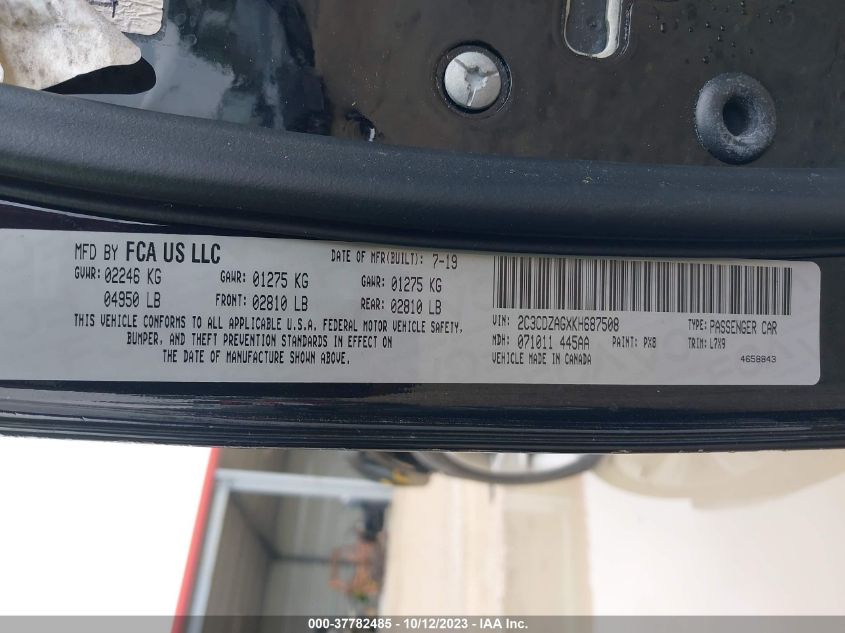 MFD BY FCA US LLC
DATE OF MFR(BUILT): 7-19
GVWR: 02246 KG
GAWR: 01275 KG
GAWR: 01275 KG
04950 LB
FRONT: 02810 LB
REAR: 02810 LB
THIS VEHICLE CONFORMS TO ALL APPLICABLE U.S.A. FEDERAL MOTOR VEHICLE SAFETY,
BUMPER, AND THEFT PREVENTION STANDARDS IN EFFECT ON
THE DATE OF MANUFACTURE SHOWN ABOVE.
VIN: 2C3CDZAGXKH687508
TYPE: PASSENGER CAR
MDH: 071011 445AA
PAINT: PX8
TRIM: L7X9
VEHICLE MADE IN CANADA
4658843
000-37782485 - 10/12/2023 - IAA Inc.